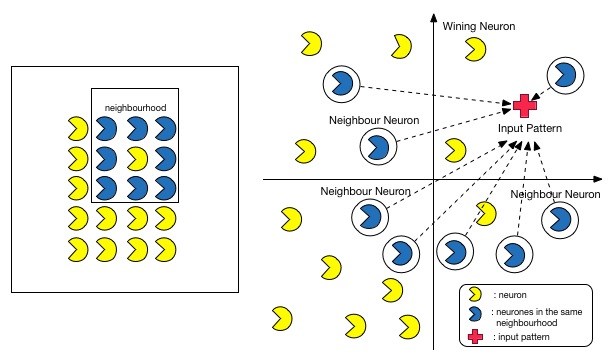 neighbourhood
Wining Neuron
Neighbour Neuron
Input Pattern
Neighbour Neuron
Neighbour Neuron
: neuron
: neurones in the same
neighbourhood
: input pattern